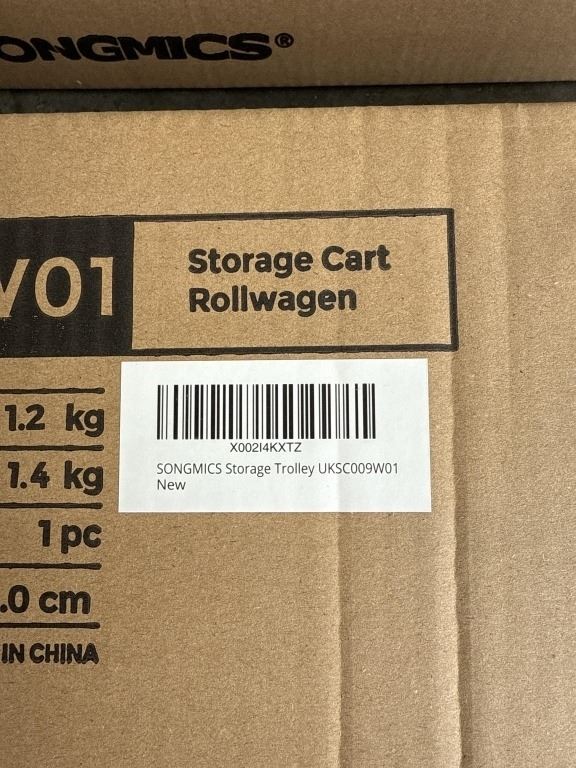 ONGMICS®
W01
Storage Cart
Rollwagen
1.2 kg
1.4 kg
1 pc
.0 cm
IN CHINA
X002I4KXTZ
SONGMICS Storage Trolley UKSC009W01
New